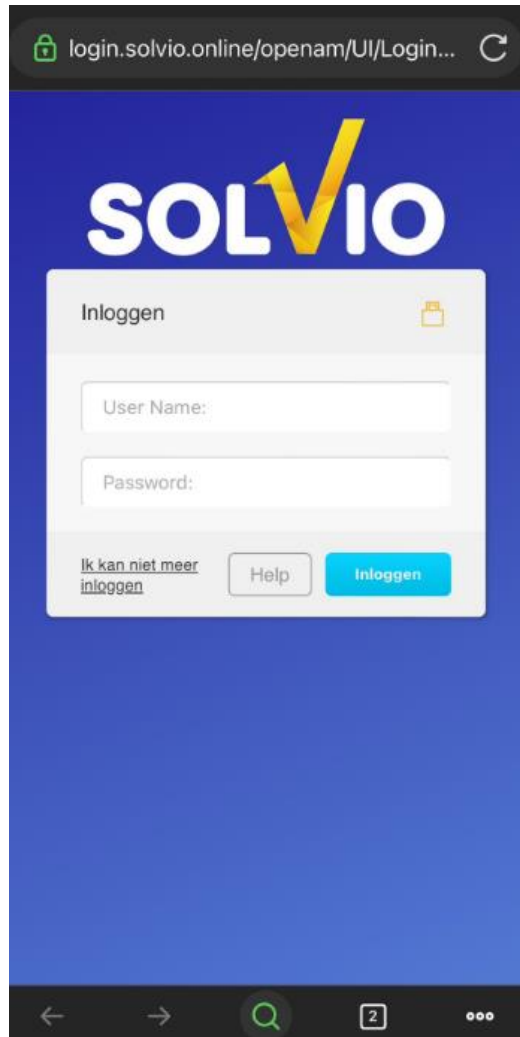 login.solvio.online/openam/UI/Login...
SOLVIO
Inloggen
User Name:
Password:
Ik kan niet meer
inloggen
Help
Inloggen
2